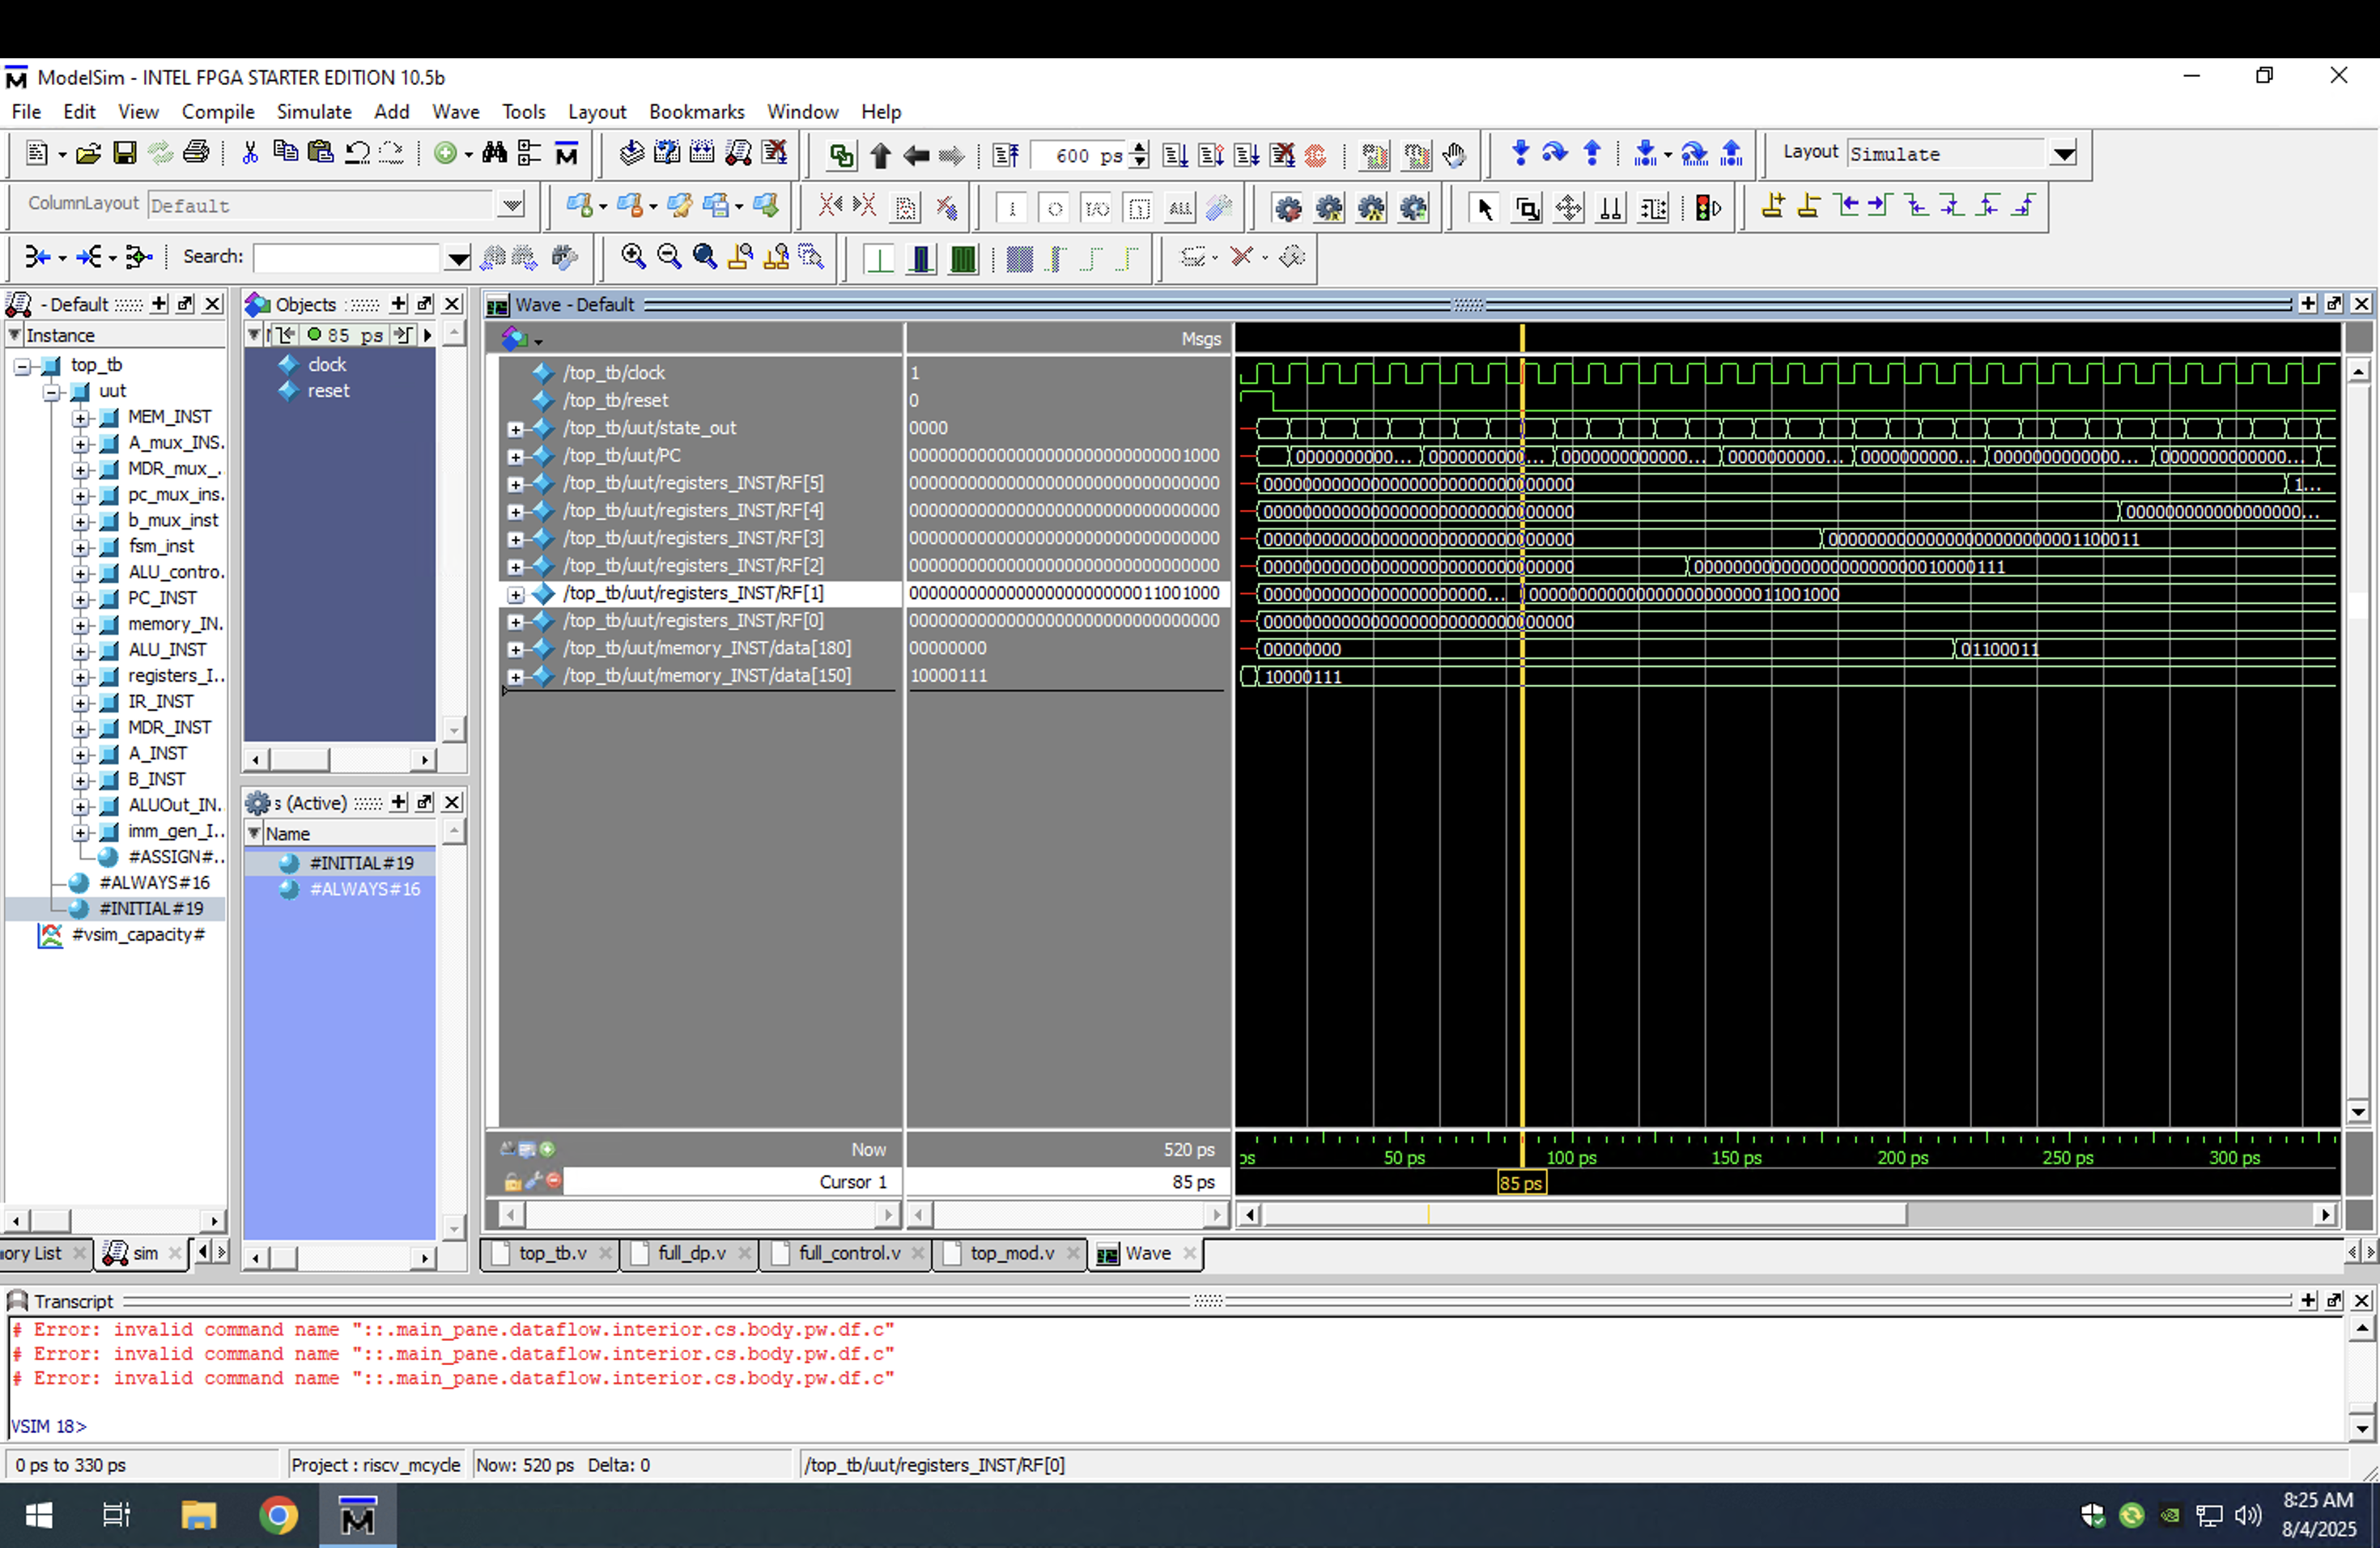 ModelSim - INTEL FPGA STARTER EDITION 10.5b
File Edit View Compile Simulate Add Wave Tools Layout Bookmarks Window Help
600 ps
Layout Simulate
ColumnLayout Default
Search:
- Default
Instance
top_tb
uut
MEM_INST
A_mux_INS.
MDR_mux_..
pc_mux_ins.
b_mux_inst
fsm_inst
ALU_contro.
PC_INST
memory_IN.
ALU_INST
registers_I..
IR_INST
MDR_INST
A_INST
B_INST
ALUOut_IN.
imm_gen_I..
#ASSIGN#..
#ALWAYS#16
#INITIAL#19
#vsim_capacity#
ory List
sim
Objects
85 ps
clock
reset
s (Active)
Name
#INITIAL#19
#ALWAYS#16
Wave - Default
Msgs
/top_tb/clock 1
/top_tb/reset 0
/top_tb/uut/state_out 0000
/top_tb/uut/PC 00000000000000000000000000001000 0000000000... 000000000... 0000000000000... 0000000000... 000000000... 0000000000000... 0000000000000...
/top_tb/uut/registers_INST/RF[5] 00000000000000000000000000000000 00000000000000000000000000000000 1...
/top_tb/uut/registers_INST/RF[4] 00000000000000000000000000000000 00000000000000000000000000000000 000000000000000000...
/top_tb/uut/registers_INST/RF[3] 00000000000000000000000000000000 00000000000000000000000000000000 00000000000000000000000001100011
/top_tb/uut/registers_INST/RF[2] 00000000000000000000000000000000 00000000000000000000000000000000 00000000000000000000000010000111
/top_tb/uut/registers_INST/RF[1] 00000000000000000000000011001000 0000000000000000000000... 00000000000000000000000011001000
/top_tb/uut/registers_INST/RF[0] 00000000000000000000000000000000 00000000000000000000000000000000
/top_tb/uut/memory_INST/data[180] 00000000 00000000 01100011
/top_tb/uut/memory_INST/data[150] 10000111 10000111
Now 520 ps
ps 50 ps 100 ps 150 ps 200 ps 250 ps 300 ps
Cursor 1 85 ps 85 ps
top_tb.v full_dp.v full_control.v top_mod.v Wave
Transcript
# Error: invalid command name "::.main_pane.dataflow.interior.cs.body.pw.df.c"
# Error: invalid command name "::.main_pane.dataflow.interior.cs.body.pw.df.c"
# Error: invalid command name "::.main_pane.dataflow.interior.cs.body.pw.df.c"
VSIM 18>
0 ps to 330 ps Project : riscv_mcycle Now: 520 ps Delta: 0 /top_tb/uut/registers_INST/RF[0]
8:25 AM
8/4/2025